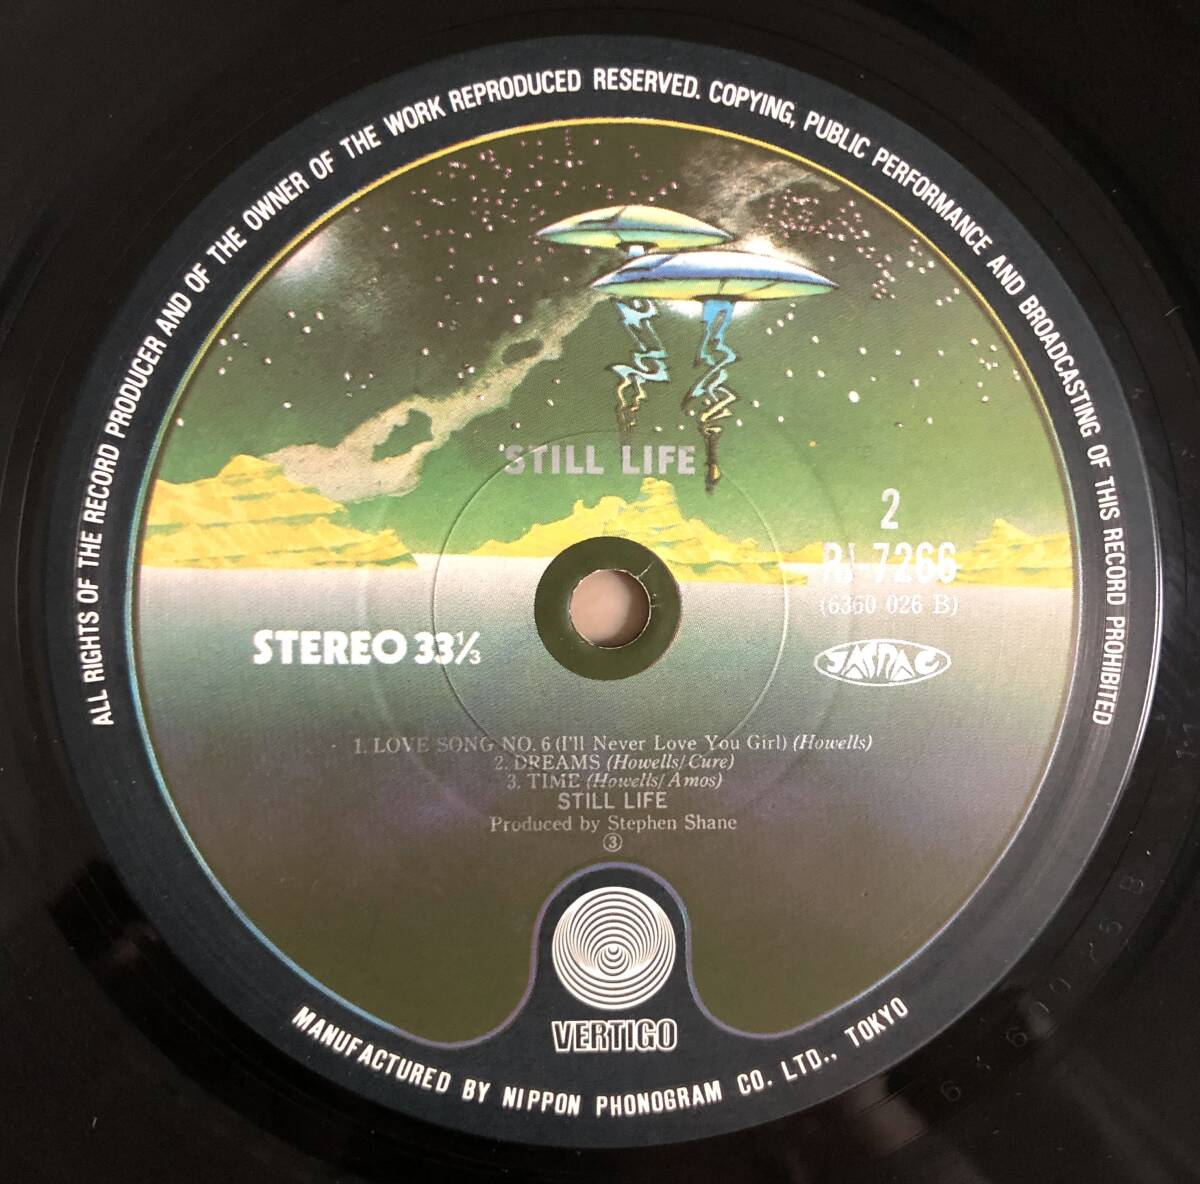 ALL RIGHTS OF THE RECORD PRODUCER AND OF THE OWNER OF THE WORK REPRODUCED RESERVED. COPYING, PUBLIC PERFORMANCE AND BROADCASTING OF THIS RECORD PROHIBITED
STILL LIFE
2
RJ-7266
(6360 026 B)
STEREO 33⅓
JASRAC
1. LOVE SONG NO. 6 (I'll Never Love You Girl) (Howells)
2. DREAMS (Howells/Cure)
3. TIME (Howells/Amos)
STILL LIFE
Produced by Stephen Shane
③
VERTIGO
MANUFACTURED BY NIPPON PHONOGRAM CO. LTD., TOKYO